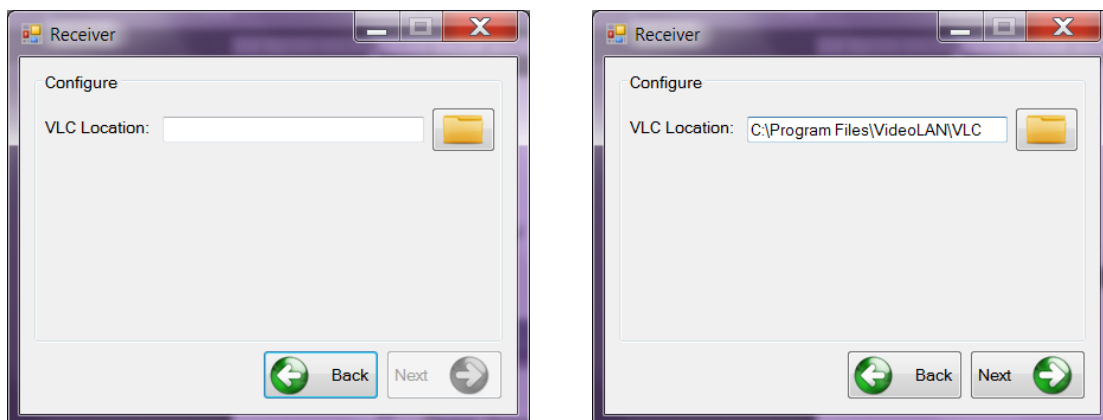 Receiver
Configure
VLC Location:
Back Next
Receiver
Configure
VLC Location: C:\Program Files\VideoLAN\VLC
Back Next